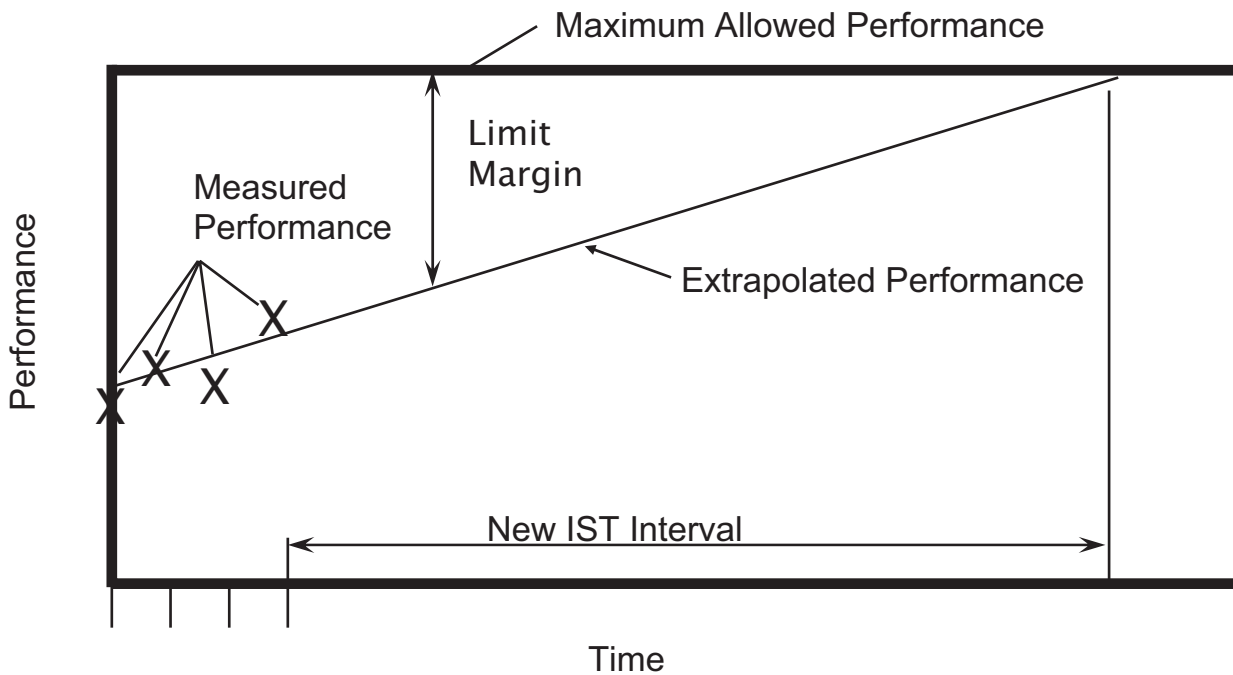 Maximum Allowed Performance
Limit
Margin
Measured
Performance
Extrapolated Performance
Performance
X
X
X
X
New IST Interval
Time